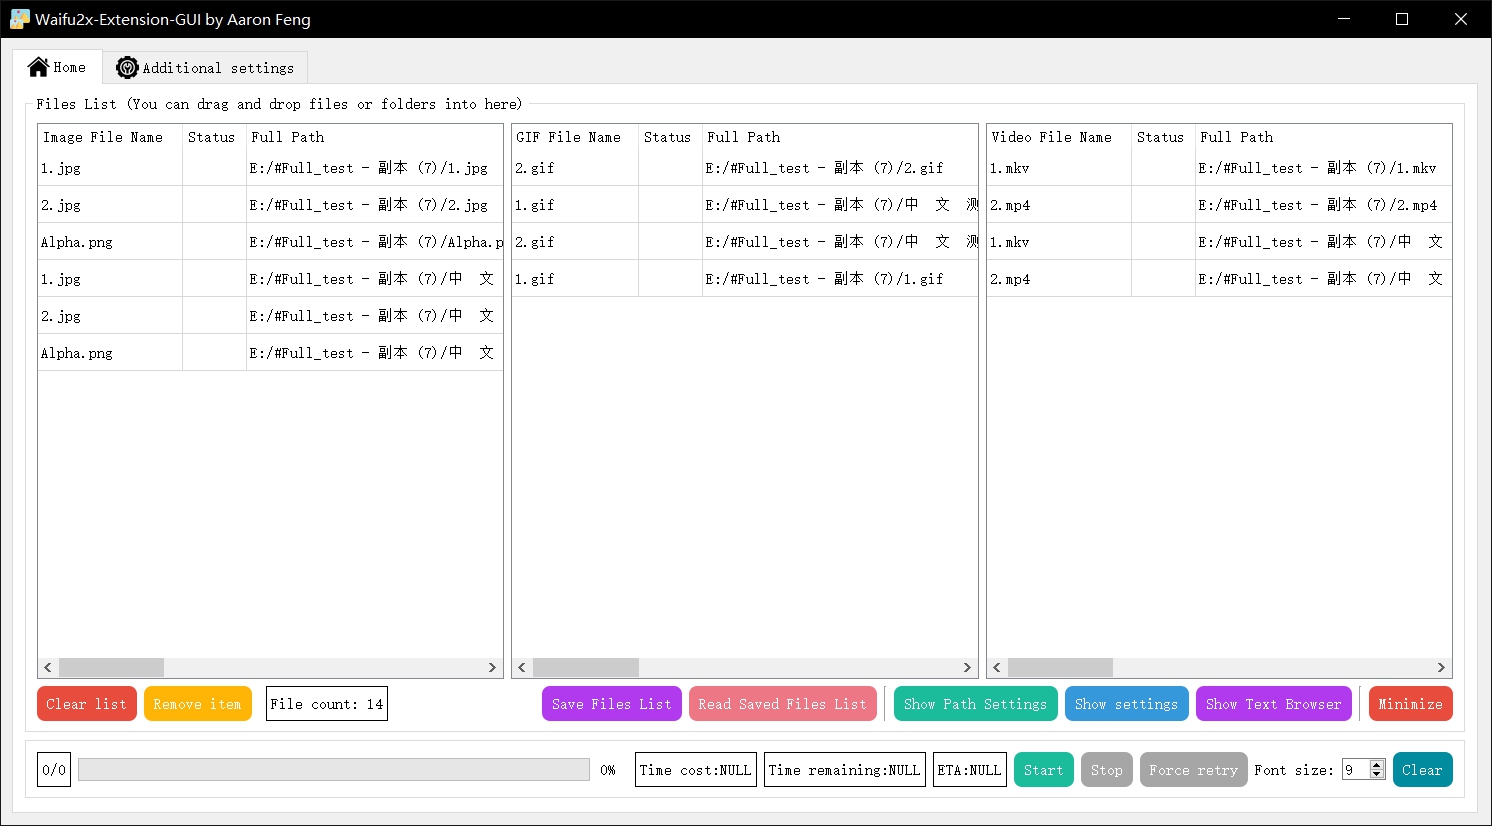 Waifu2x-Extension-GUI by Aaron Feng
Home Additional settings
Files List (You can drag and drop files or folders into here)
Image File Name Status Full Path
1.jpg E:/#Full_test - 副本 (7)/1.jpg
2.jpg E:/#Full_test - 副本 (7)/2.jpg
Alpha.png E:/#Full_test - 副本 (7)/Alpha.p
1.jpg E:/#Full_test - 副本 (7)/中 文
2.jpg E:/#Full_test - 副本 (7)/中 文
Alpha.png E:/#Full_test - 副本 (7)/中 文
GIF File Name Status Full Path
2.gif E:/#Full_test - 副本 (7)/2.gif
1.gif E:/#Full_test - 副本 (7)/中 文 测
2.gif E:/#Full_test - 副本 (7)/中 文 测
1.gif E:/#Full_test - 副本 (7)/1.gif
Video File Name Status Full Path
1.mkv E:/#Full_test - 副本 (7)/1.mkv
2.mp4 E:/#Full_test - 副本 (7)/2.mp4
1.mkv E:/#Full_test - 副本 (7)/中 文
2.mp4 E:/#Full_test - 副本 (7)/中 文
Clear list Remove item File count: 14 Save Files List Read Saved Files List Show Path Settings Show settings Show Text Browser Minimize
0/0 0% Time cost:NULL Time remaining:NULL ETA:NULL Start Stop Force retry Font size: 9 Clear